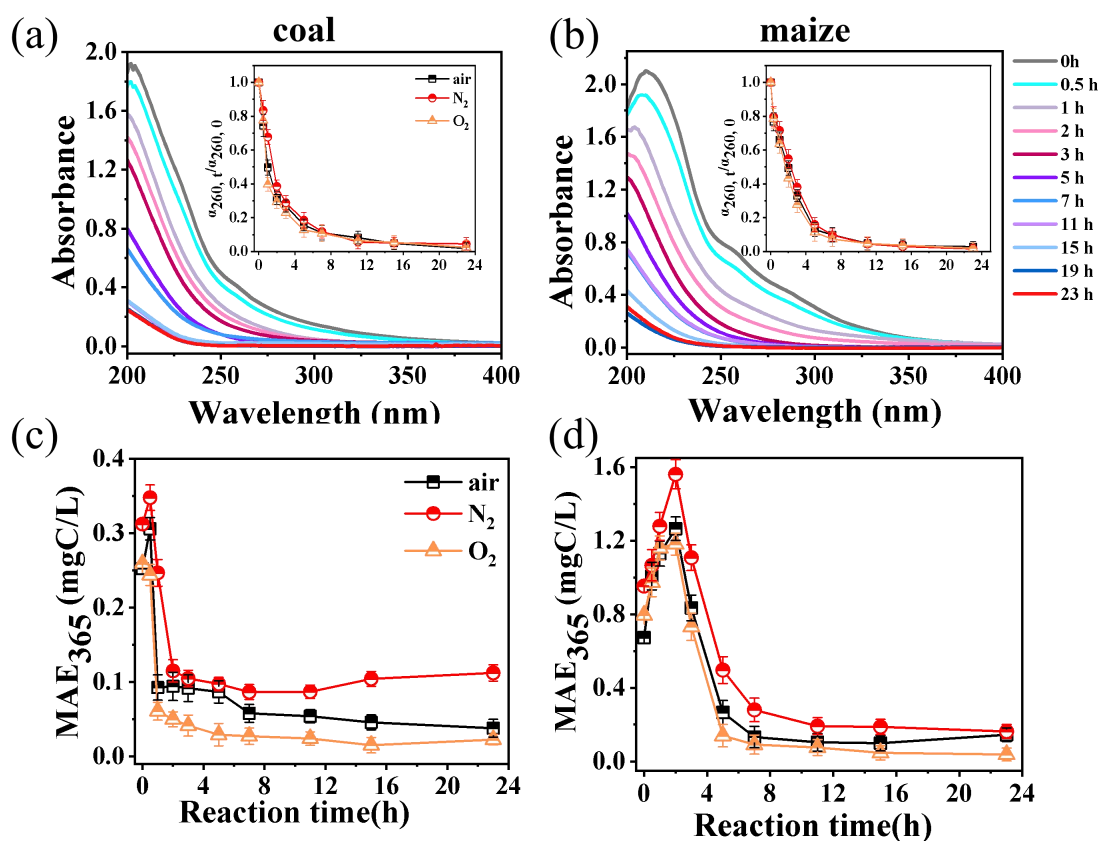 (a) coal
2.0
1.6
1.2
0.8
0.4
0.0
Absorbance
200 250 300 350 400
Wavelength (nm)
1.0
0.8
0.6
0.4
0.2
0.0
α260, t/α260, 0
0 4 8 12 16 20 24
air
N2
O2
(b) maize
2.0
1.6
1.2
0.8
0.4
0.0
Absorbance
200 250 300 350 400
Wavelength (nm)
1.0
0.8
0.6
0.4
0.2
0.0
α260, t/α260, 0
0 4 8 12 16 20 24
0h
0.5 h
1 h
2 h
3 h
5 h
7 h
11 h
15 h
19 h
23 h
(c)
0.4
0.3
0.2
0.1
0.0
MAE365 (mgC/L)
0 4 8 12 16 20 24
Reaction time(h)
air
N2
O2
(d)
1.6
1.2
0.8
0.4
0.0
MAE365 (mgC/L)
0 4 8 12 16 20 24
Reaction time(h)